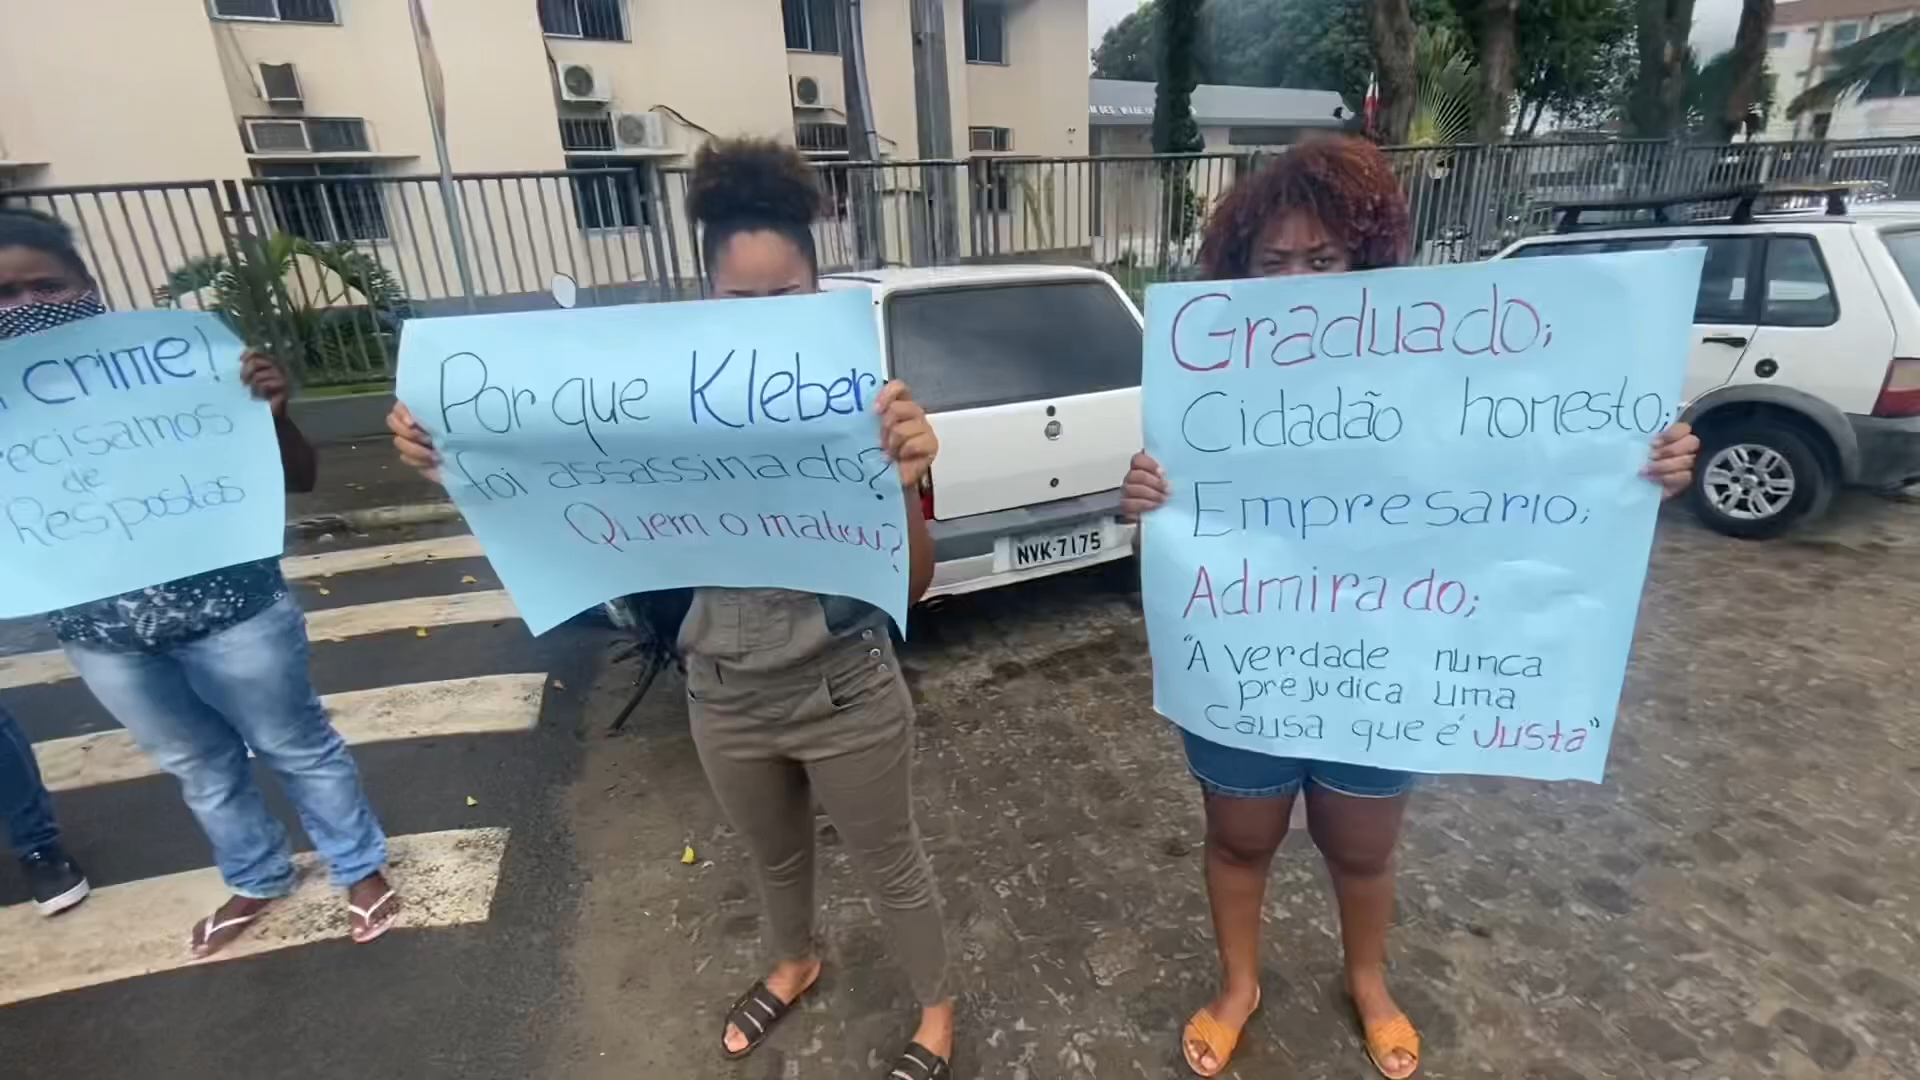 crime!
recisamos
de
Respostas
Por que Kleber
foi assassinado?
Quem o matou?
NVK-7175
Graduado;
Cidadão honesto;
Empresario;
Admirado;
"A verdade nunca
prejudica uma
causa que é Justa"